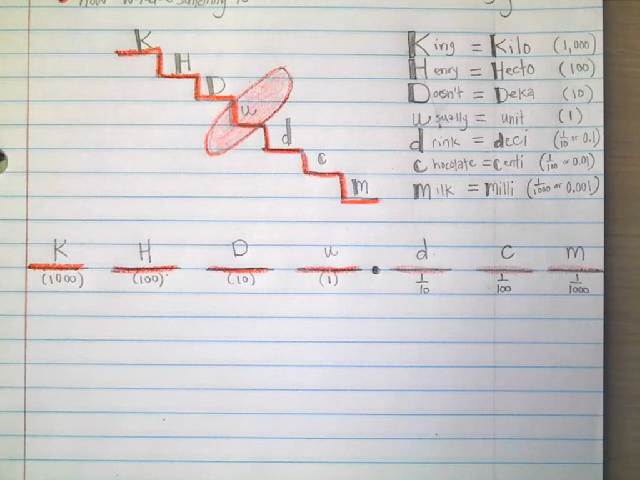 K
H
D
u
d
c
m
King = Kilo (1,000)
Henry = Hecto (100)
Doesn't = Deka (10)
usually = unit (1)
drink = deci (1/10 or 0.1)
chocolate = centi (1/100 or 0.01)
milk = milli (1/1000 or 0.001)
K H D u . d c m
(1000) (100) (10) (1) 1/10 1/100 1/1000